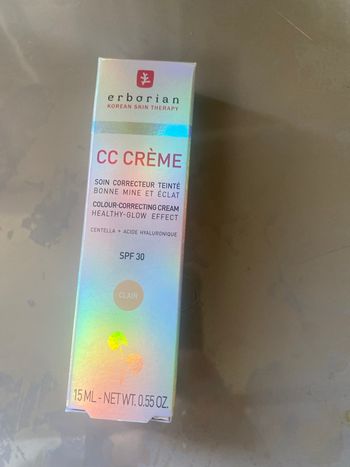 erborian
KOREAN SKIN THERAPY
CC CRÈME
SOIN CORRECTEUR TEINTÉ
BONNE MINE ET ÉCLAT
COLOUR-CORRECTING CREAM
HEALTHY-GLOW EFFECT
CENTELLA + ACIDE HYALURONIQUE
SPF 30
CLAIR
15 ML - NET WT. 0.55 OZ.